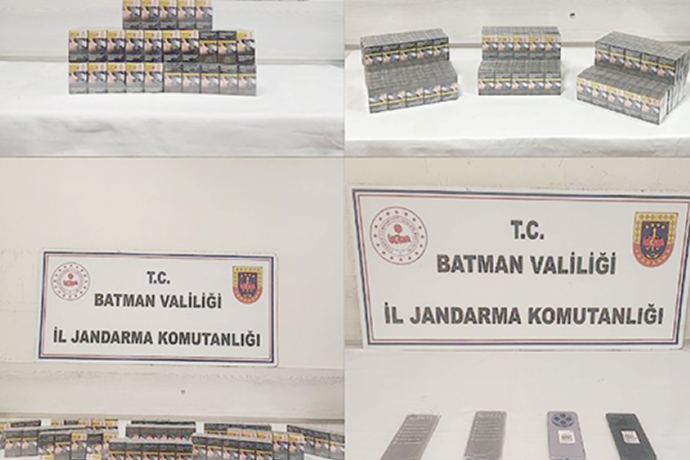 T.C.
BATMAN VALİLİĞİ
İL JANDARMA KOMUTANLIĞI
T.C.
BATMAN VALİLİĞİ
İL JANDARMA KOMUTANLIĞI